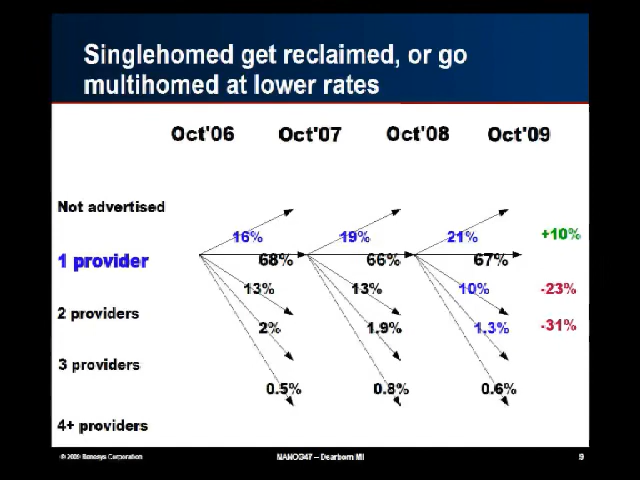 Singlehomed get reclaimed, or go
multihomed at lower rates
Oct'06 Oct'07 Oct'08 Oct'09
Not advertised
16% 19% 21% +10%
1 provider 68% 66% 67%
13% 13% 10% -23%
2 providers
2% 1.9% 1.3% -31%
3 providers
0.5% 0.8% 0.6%
4+ providers
© 2009 Renesys Corporation NANOG47 – Dearborn MI 9